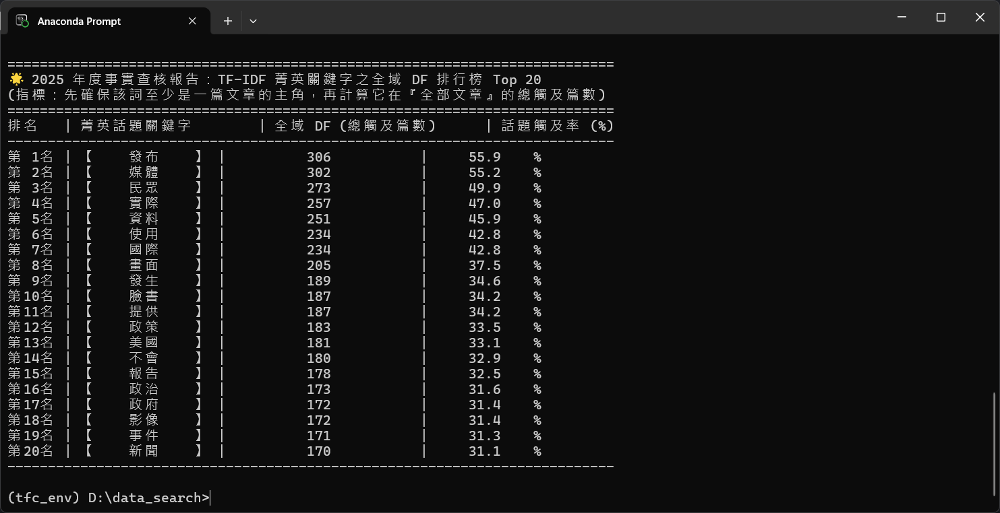 Anaconda Prompt
===========================================================================
🌟 2025 年度事實查核報告：TF-IDF 菁英關鍵字之全域 DF 排行榜 Top 20
(指標：先確保該詞至少是一篇文章的主角，再計算它在『全部文章』的總觸及篇數)
===========================================================================
排名 | 菁英話題關鍵字 | 全域 DF (總觸及篇數) | 話題觸及率 (%)
---------------------------------------------------------------------------
第 1名 | 【 發布 】 | 306 | 55.9 %
第 2名 | 【 媒體 】 | 302 | 55.2 %
第 3名 | 【 民眾 】 | 273 | 49.9 %
第 4名 | 【 實際 】 | 257 | 47.0 %
第 5名 | 【 資料 】 | 251 | 45.9 %
第 6名 | 【 使用 】 | 234 | 42.8 %
第 7名 | 【 國際 】 | 234 | 42.8 %
第 8名 | 【 畫面 】 | 205 | 37.5 %
第 9名 | 【 發生 】 | 189 | 34.6 %
第10名 | 【 臉書 】 | 187 | 34.2 %
第11名 | 【 提供 】 | 187 | 34.2 %
第12名 | 【 政策 】 | 183 | 33.5 %
第13名 | 【 美國 】 | 181 | 33.1 %
第14名 | 【 不會 】 | 180 | 32.9 %
第15名 | 【 報告 】 | 178 | 32.5 %
第16名 | 【 政治 】 | 173 | 31.6 %
第17名 | 【 政府 】 | 172 | 31.4 %
第18名 | 【 影像 】 | 172 | 31.4 %
第19名 | 【 事件 】 | 171 | 31.3 %
第20名 | 【 新聞 】 | 170 | 31.1 %
---------------------------------------------------------------------------
(tfc_env) D:\data_search>